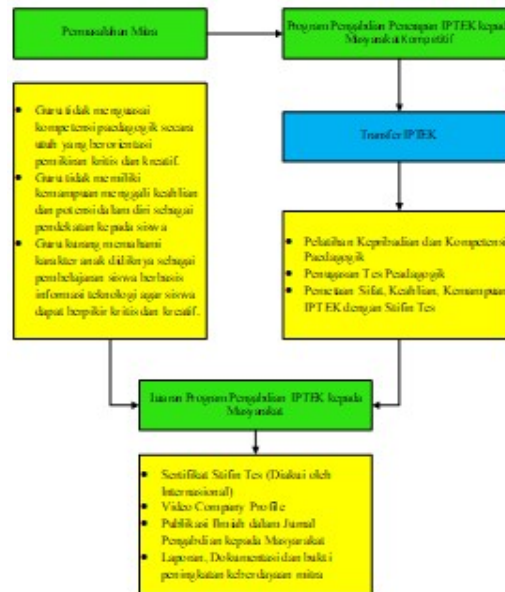 Permasalahan Mitra
Program Pengabdian Penerapan IPTEK kepada
Masyarakat Kompetitif
• Guru tidak menguasai
kompetensi paedagogik secara
utuh yang berorientasi
pemikiran kritis dan kreatif.
• Guru tidak memiliki
kemampuan menggali keahlian
dan potensi dalam diri sebagai
pendekatan kepada siswa
• Guru kurang memahami
karakter anak didiknya sebagai
pembelajaran siswa berbasis
informasi teknologi agar siswa
dapat berpikir kritis dan kreatif.
Transfer IPTEK
• Pelatihan Kepribadian dan Kompetensi
Paedagogik
• Penugasan Tes Peadagogik
• Pemetaan Sifat, Keahlian, Kemampuan
IPTEK dengan Stifin Tes
Luaran Program Pengabdian IPTEK kepada
Masyarakat
• Sertifikat Stifin Tes (Diakui oleh
Internasional)
• Video Company Profile
• Publikasi Ilmiah dalam Jurnal
Pengabdian kepada Masyarakat
• Laporan, Dokumentasi dan bukti
peningkatan keberdayaan mitra